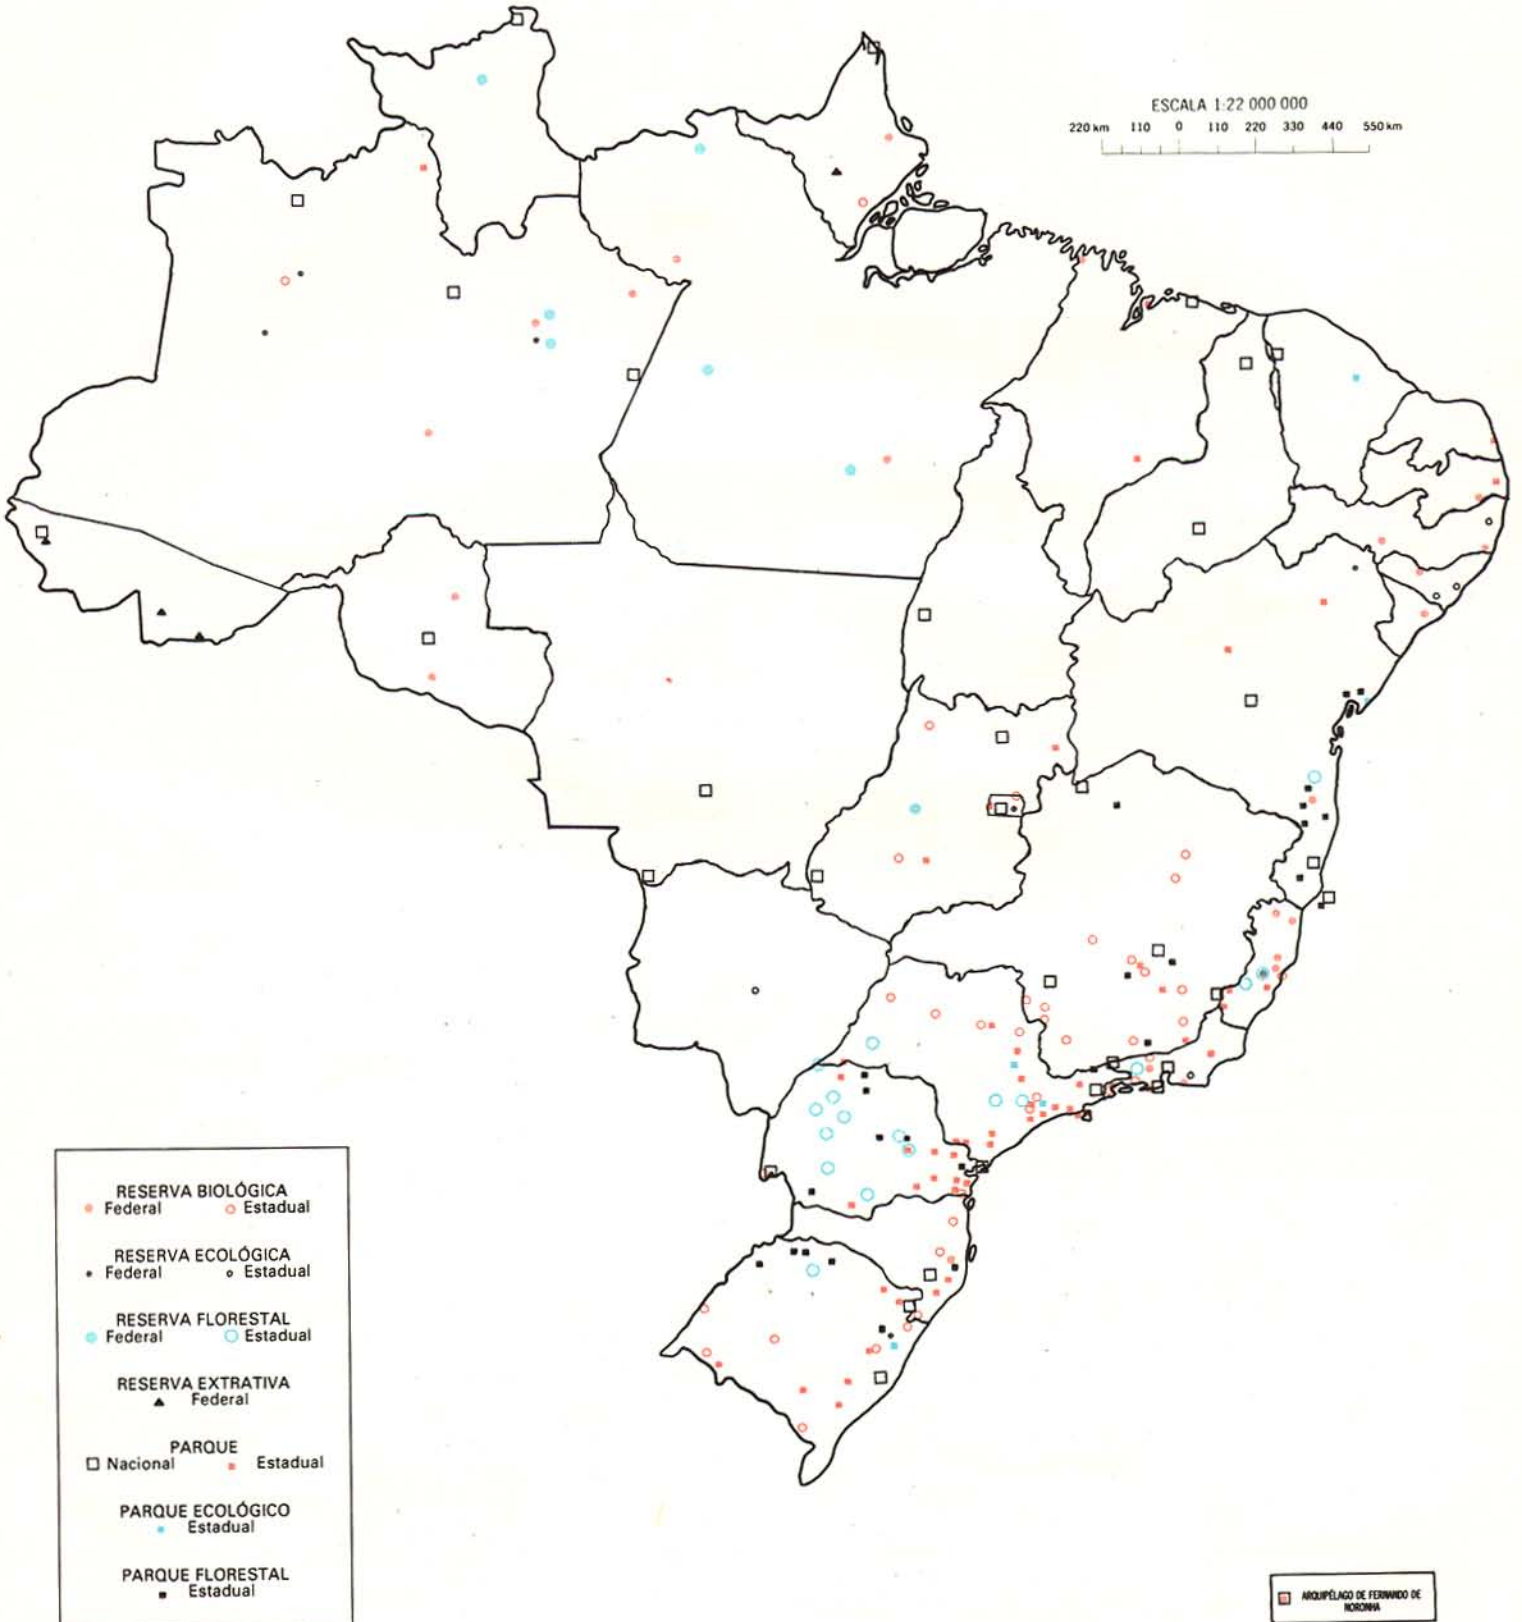 ESCALA 1:22 000 000
220 km 110 0 110 220 330 440 550 km
RESERVA BIOLÓGICA
Federal Estadual
RESERVA ECOLÓGICA
Federal Estadual
RESERVA FLORESTAL
Federal Estadual
RESERVA EXTRATIVA
Federal
PARQUE
Nacional Estadual
PARQUE ECOLÓGICO
Estadual
PARQUE FLORESTAL
Estadual
ARQUIPÉLAGO DE FERNANDO DE
NORONHA